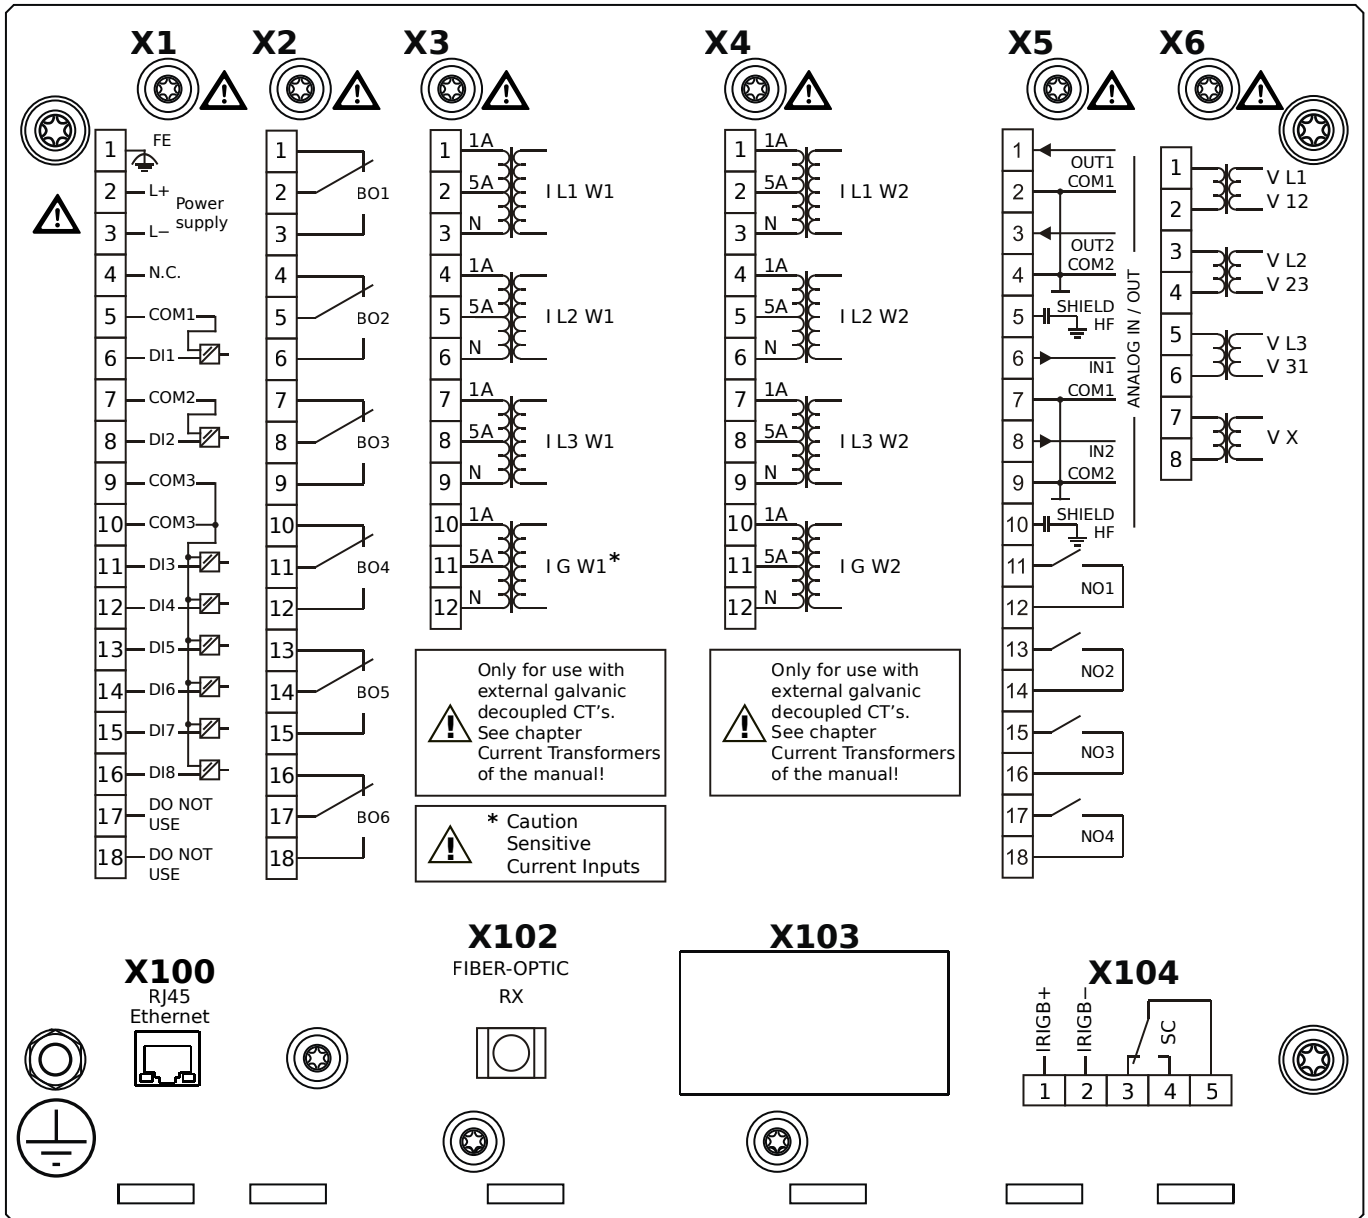 X1
X2
X3
X4
X5
X6
1
FE
2
L+
Power
supply
3
L−
4
N.C.
5
COM1
6
DI1
7
COM2
8
DI2
9
COM3
10
COM3
11
DI3
12
DI4
13
DI5
14
DI6
15
DI7
16
DI8
17
DO NOT
USE
18
DO NOT
USE
1
2
BO1
3
4
5
BO2
6
7
8
BO3
9
10
11
BO4
12
13
14
BO5
15
16
17
BO6
18
1
1A
2
5A
I L1 W1
3
N
4
1A
5
5A
I L2 W1
6
N
7
1A
8
5A
I L3 W1
9
N
10
1A
11
5A
I G W1*
12
N
Only for use with
external galvanic
decoupled CT's.
See chapter
Current Transformers
of the manual!
* Caution
Sensitive
Current Inputs
1
1A
2
5A
I L1 W2
3
N
4
1A
5
5A
I L2 W2
6
N
7
1A
8
5A
I L3 W2
9
N
10
1A
11
5A
I G W2
12
N
Only for use with
external galvanic
decoupled CT's.
See chapter
Current Transformers
of the manual!
1
OUT1
2
COM1
3
OUT2
4
COM2
5
SHIELD
HF
6
IN1
7
COM1
8
IN2
9
COM2
10
SHIELD
HF
ANALOG IN / OUT
11
NO1
12
13
NO2
14
15
NO3
16
17
NO4
18
1
V L1
2
V 12
3
V L2
4
V 23
5
V L3
6
V 31
7
V X
8
X100
RJ45
Ethernet
X102
FIBER-OPTIC
RX
X103
X104
IRIGB+
IRIGB−
SC
1
2
3
4
5